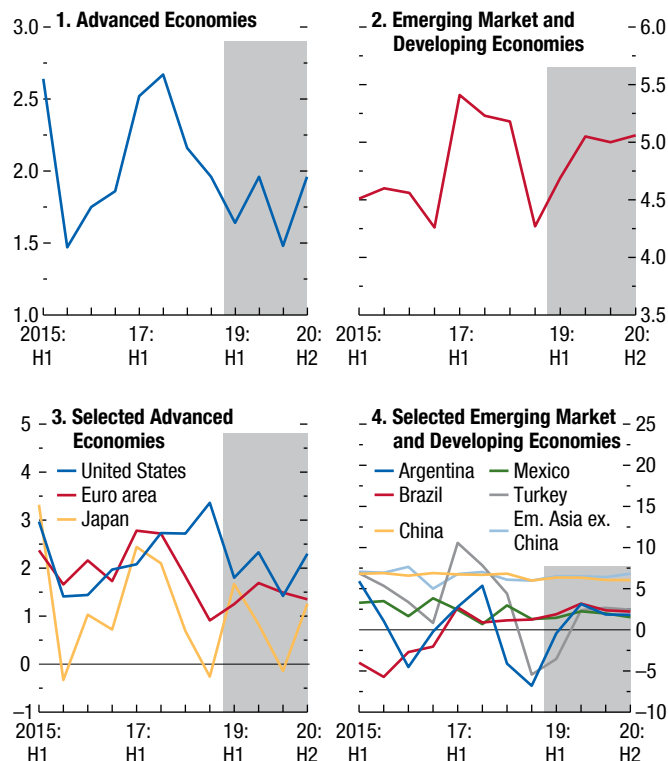 1. Advanced Economies
3.0
2.5
2.0
1.5
1.0
2015:
H1
17:
H1
19:
H1
20:
H2
2. Emerging Market and
Developing Economies
6.0
5.5
5.0
4.5
4.0
3.5
2015:
H1
17:
H1
19:
H1
20:
H2
3. Selected Advanced
Economies
United States
Euro area
Japan
5
4
3
2
1
0
–1
2015:
H1
17:
H1
19:
H1
20:
H2
4. Selected Emerging Market
and Developing Economies
Argentina
Mexico
Brazil
Turkey
China
Em. Asia ex.
China
25
20
15
10
5
0
–5
–10
2015:
H1
17:
H1
19:
H1
20:
H2